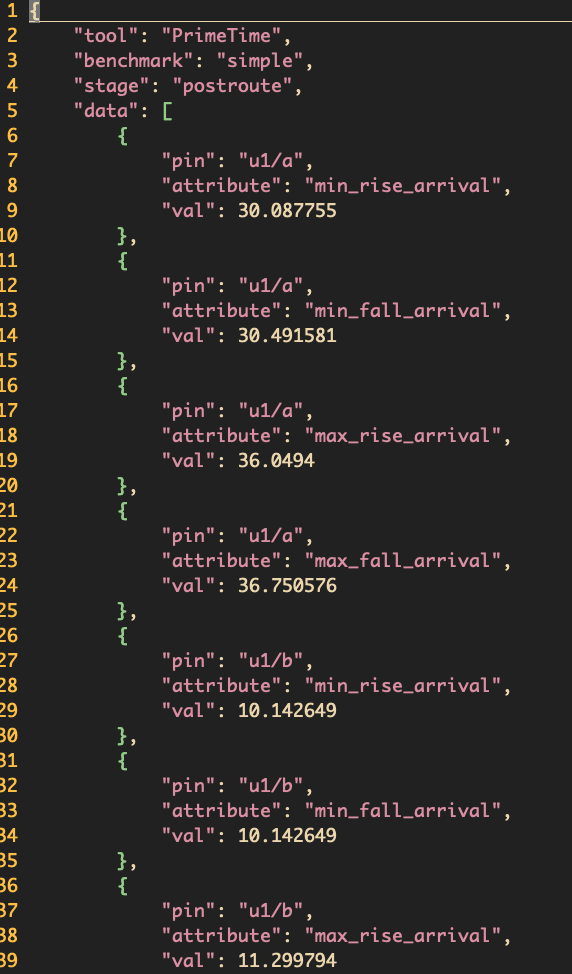 1 {
2     "tool": "PrimeTime",
3     "benchmark": "simple",
4     "stage": "postroute",
5     "data": [
6         {
7             "pin": "u1/a",
8             "attribute": "min_rise_arrival",
9             "val": 30.087755
10         },
11         {
12             "pin": "u1/a",
13             "attribute": "min_fall_arrival",
14             "val": 30.491581
15         },
16         {
17             "pin": "u1/a",
18             "attribute": "max_rise_arrival",
19             "val": 36.0494
20         },
21         {
22             "pin": "u1/a",
23             "attribute": "max_fall_arrival",
24             "val": 36.750576
25         },
26         {
27             "pin": "u1/b",
28             "attribute": "min_rise_arrival",
29             "val": 10.142649
30         },
31         {
32             "pin": "u1/b",
33             "attribute": "min_fall_arrival",
34             "val": 10.142649
35         },
36         {
37             "pin": "u1/b",
38             "attribute": "max_rise_arrival",
39             "val": 11.299794